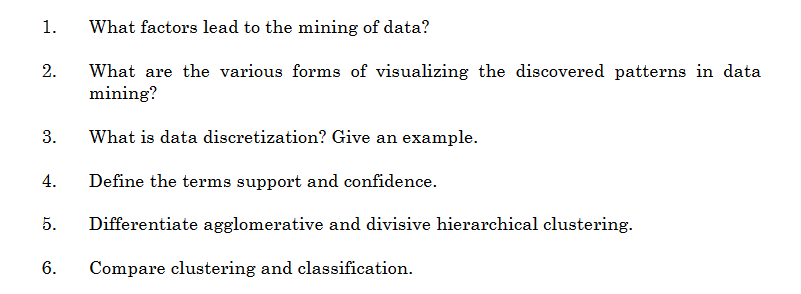 1. What factors lead to the mining of data?
2. What are the various forms of visualizing the discovered patterns in data
mining?
3. What is data discretization? Give an example.
4. Define the terms support and confidence.
5. Differentiate agglomerative and divisive hierarchical clustering.
6. Compare clustering and classification.